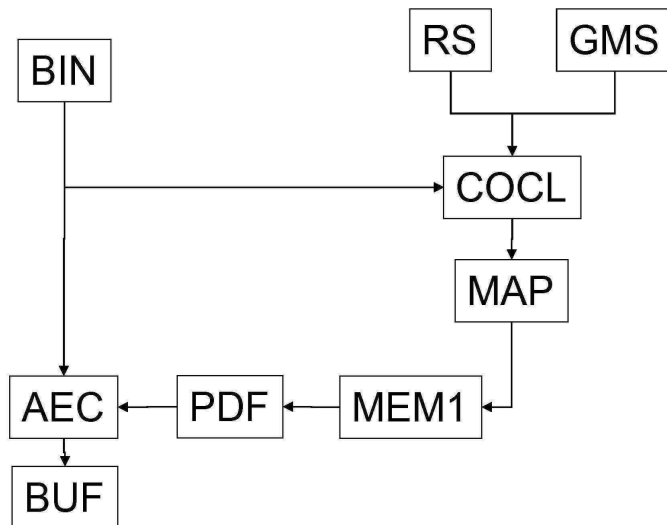 RS
GMS
BIN
COCL
MAP
AEC
PDF
MEM1
BUF